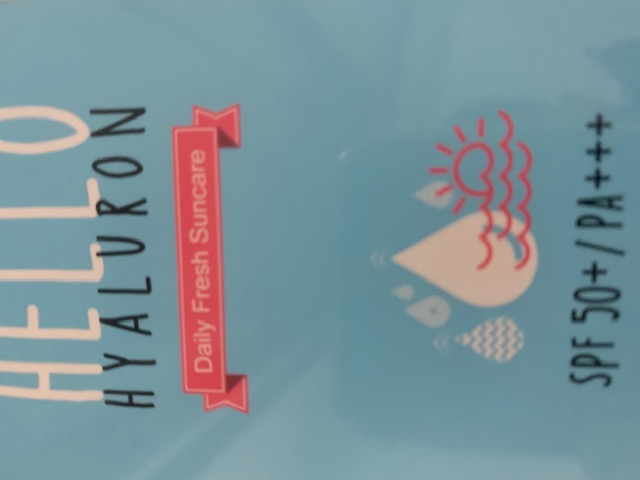 HELLO
HYALURON
Daily Fresh Suncare
SPF 50+/PA+++